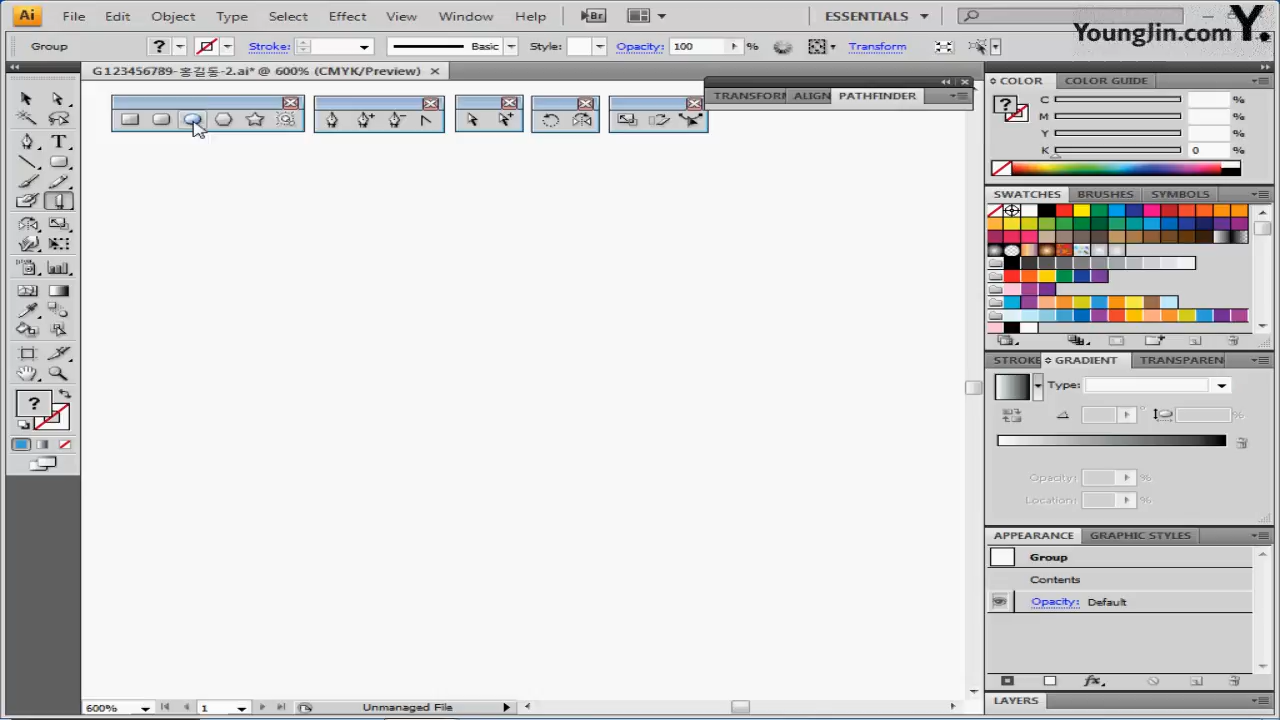 Ai File Edit Object Type Select Effect View Window Help Br ESSENTIALS
Y.
YoungJin.com
Group ? Stroke: Basic Style: Opacity: 100 % Transform
G123456789-홍길동-2.ai* @ 600% (CMYK/Preview)
TRANSFORM ALIGN PATHFINDER
COLOR COLOR GUIDE
? C %
M %
Y %
K 0 %
SWATCHES BRUSHES SYMBOLS
STROKE GRADIENT TRANSPAREN
Type:
°
%
Opacity: %
Location: %
?
APPEARANCE GRAPHIC STYLES
Group
Contents
Opacity: Default
fx
LAYERS
600% 1 Unmanaged File